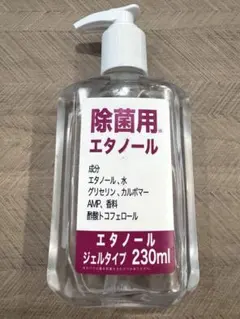 除菌用
エタノール
成分
エタノール、水
グリセリン、カルボマー
AMP、香料
酢酸トコフェロール
エタノール
ジェルタイプ 230ml